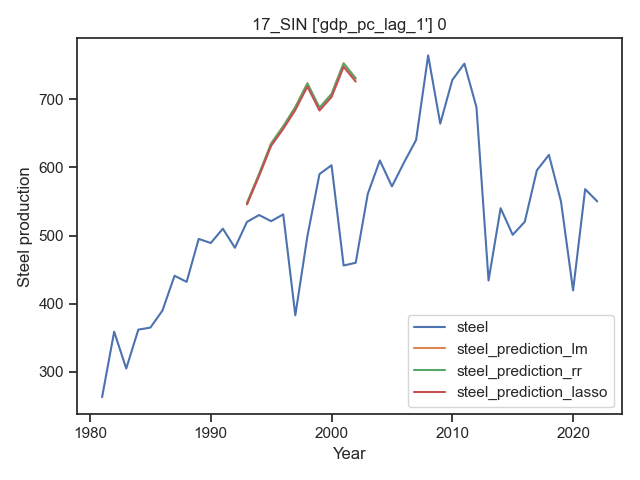 17_SIN ['gdp_pc_lag_1'] 0
Steel production
700
600
500
400
300
1980
1990
2000
2010
2020
Year
steel
steel_prediction_lm
steel_prediction_rr
steel_prediction_lasso